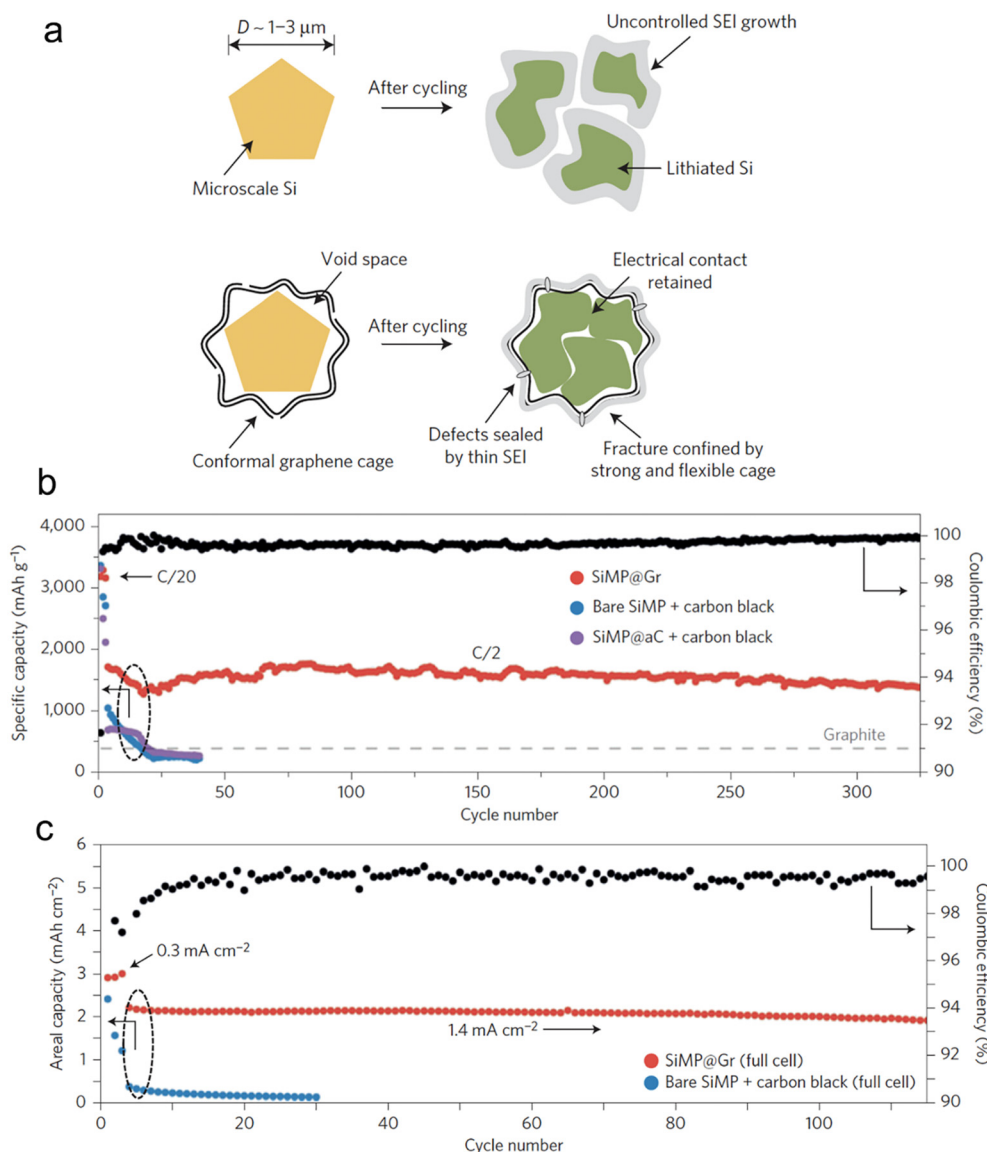 a
D ~ 1–3 μm
After cycling
Uncontrolled SEI growth
Microscale Si
Lithiated Si
Void space
After cycling
Electrical contact
retained
Conformal graphene cage
Defects sealed
by thin SEI
Fracture confined by
strong and flexible cage
b
Specific capacity (mAh g⁻¹)
4,000
3,000
2,000
1,000
0
C/20
SiMP@Gr
Bare SiMP + carbon black
SiMP@aC + carbon black
C/2
Graphite
100
98
96
94
92
90
Coulombic efficiency (%)
0 50 100 150 200 250 300
Cycle number
c
Areal capacity (mAh cm⁻²)
6
5
4
3
2
1
0
0.3 mA cm⁻²
1.4 mA cm⁻²
SiMP@Gr (full cell)
Bare SiMP + carbon black (full cell)
100
98
96
94
92
90
Coulombic efficiency (%)
0 20 40 60 80 100
Cycle number